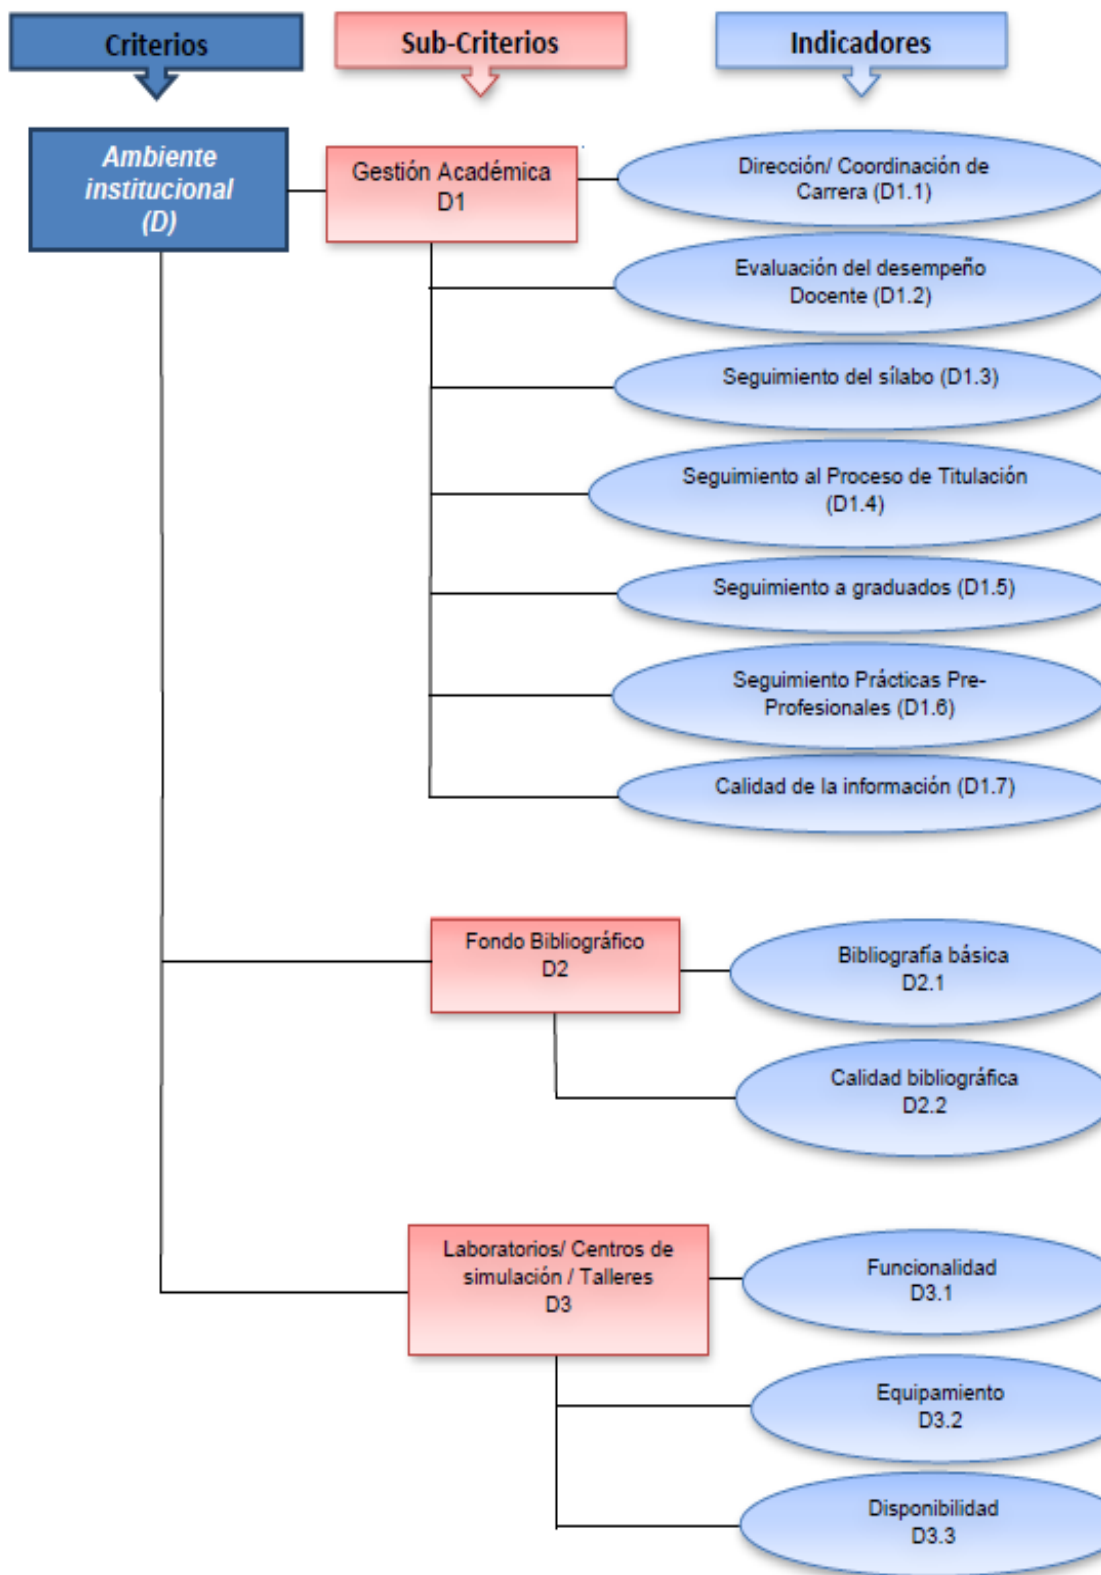 Criterios
Sub-Criterios
Indicadores
Ambiente
institucional
(D)
Gestión Académica
D1
Dirección/ Coordinación de
Carrera (D1.1)
Evaluación del desempeño
Docente (D1.2)
Seguimiento del sílabo (D1.3)
Seguimiento al Proceso de Titulación
(D1.4)
Seguimiento a graduados (D1.5)
Seguimiento Prácticas Pre-
Profesionales (D1.6)
Calidad de la información (D1.7)
Fondo Bibliográfico
D2
Bibliografía básica
D2.1
Calidad bibliográfica
D2.2
Laboratorios/ Centros de
simulación / Talleres
D3
Funcionalidad
D3.1
Equipamiento
D3.2
Disponibilidad
D3.3